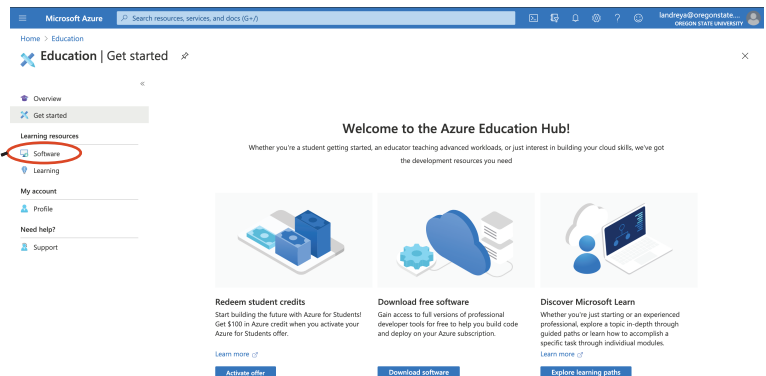 Microsoft Azure
Search resources, services, and docs (G+/)
landreya@oregonstate....
OREGON STATE UNIVERSITY
Home > Education
Education | Get started
«
Overview
Get started
Learning resources
Software
Learning
My account
Profile
Need help?
Support
Welcome to the Azure Education Hub!
Whether you're a student getting started, an educator teaching advanced workloads, or just interest in building your cloud skills, we've got
the development resources you need
Redeem student credits
Start building the future with Azure for Students!
Get $100 in Azure credit when you activate your
Azure for Students offer.
Learn more
Activate offer
Download free software
Gain access to full versions of professional
developer tools for free to help you build code
and deploy on your Azure subscription.
Learn more
Download software
Discover Microsoft Learn
Whether you're just starting or an experienced
professional, explore a topic in-depth through
guided paths or learn how to accomplish a
specific task through individiual modules.
Learn more
Explore learning paths